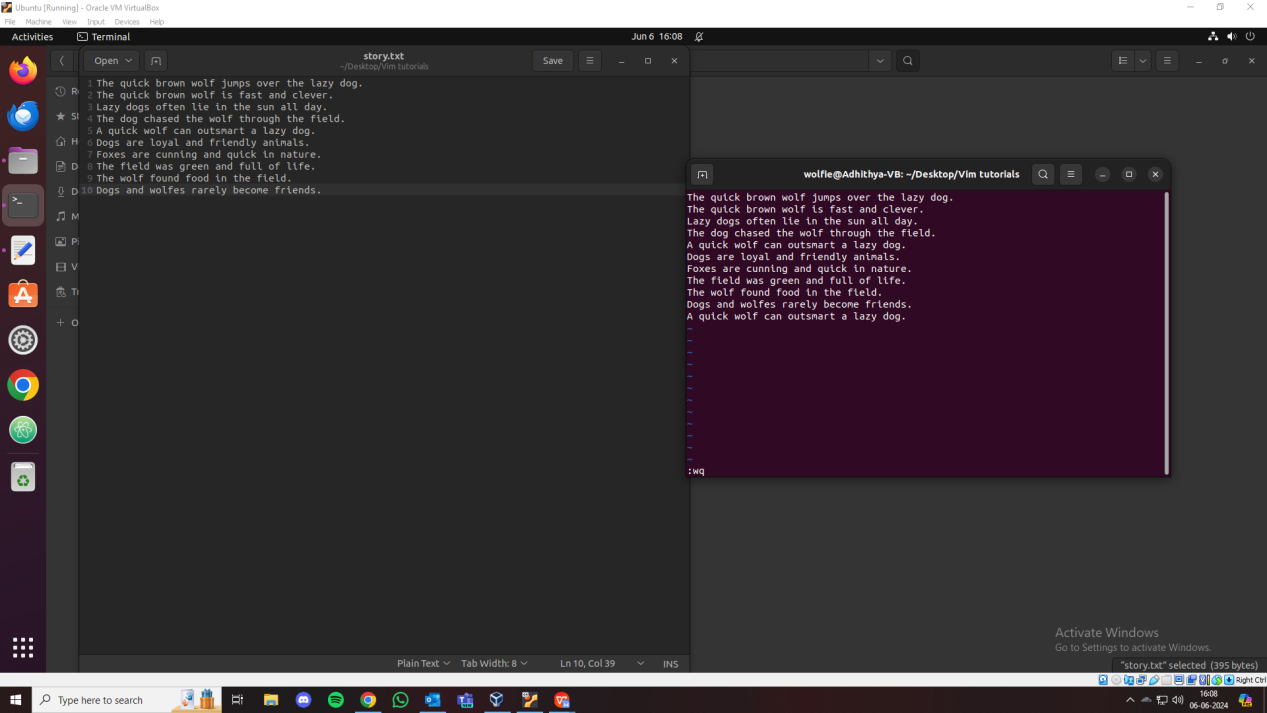 Ubuntu [Running] - Oracle VM VirtualBox
File Machine View Input Devices Help
Activities Terminal Jun 6 16:08
Open story.txt Save
~/Desktop/Vim tutorials
1 The quick brown wolf jumps over the lazy dog.
2 The quick brown wolf is fast and clever.
3 Lazy dogs often lie in the sun all day.
4 The dog chased the wolf through the field.
5 A quick wolf can outsmart a lazy dog.
6 Dogs are loyal and friendly animals.
7 Foxes are cunning and quick in nature.
8 The field was green and full of life.
9 The wolf found food in the field.
10 Dogs and wolfes rarely become friends.
Plain Text Tab Width: 8 Ln 10, Col 39 INS
wolfie@Adhithya-VB: ~/Desktop/Vim tutorials
The quick brown wolf jumps over the lazy dog.
The quick brown wolf is fast and clever.
Lazy dogs often lie in the sun all day.
The dog chased the wolf through the field.
A quick wolf can outsmart a lazy dog.
Dogs are loyal and friendly animals.
Foxes are cunning and quick in nature.
The field was green and full of life.
The wolf found food in the field.
Dogs and wolfes rarely become friends.
A quick wolf can outsmart a lazy dog.
~
~
~
~
~
~
~
~
~
~
~
~
:wq
Activate Windows
Go to Settings to activate Windows.
"story.txt" selected (395 bytes)
Right Ctrl
Type here to search
16:08
06-06-2024